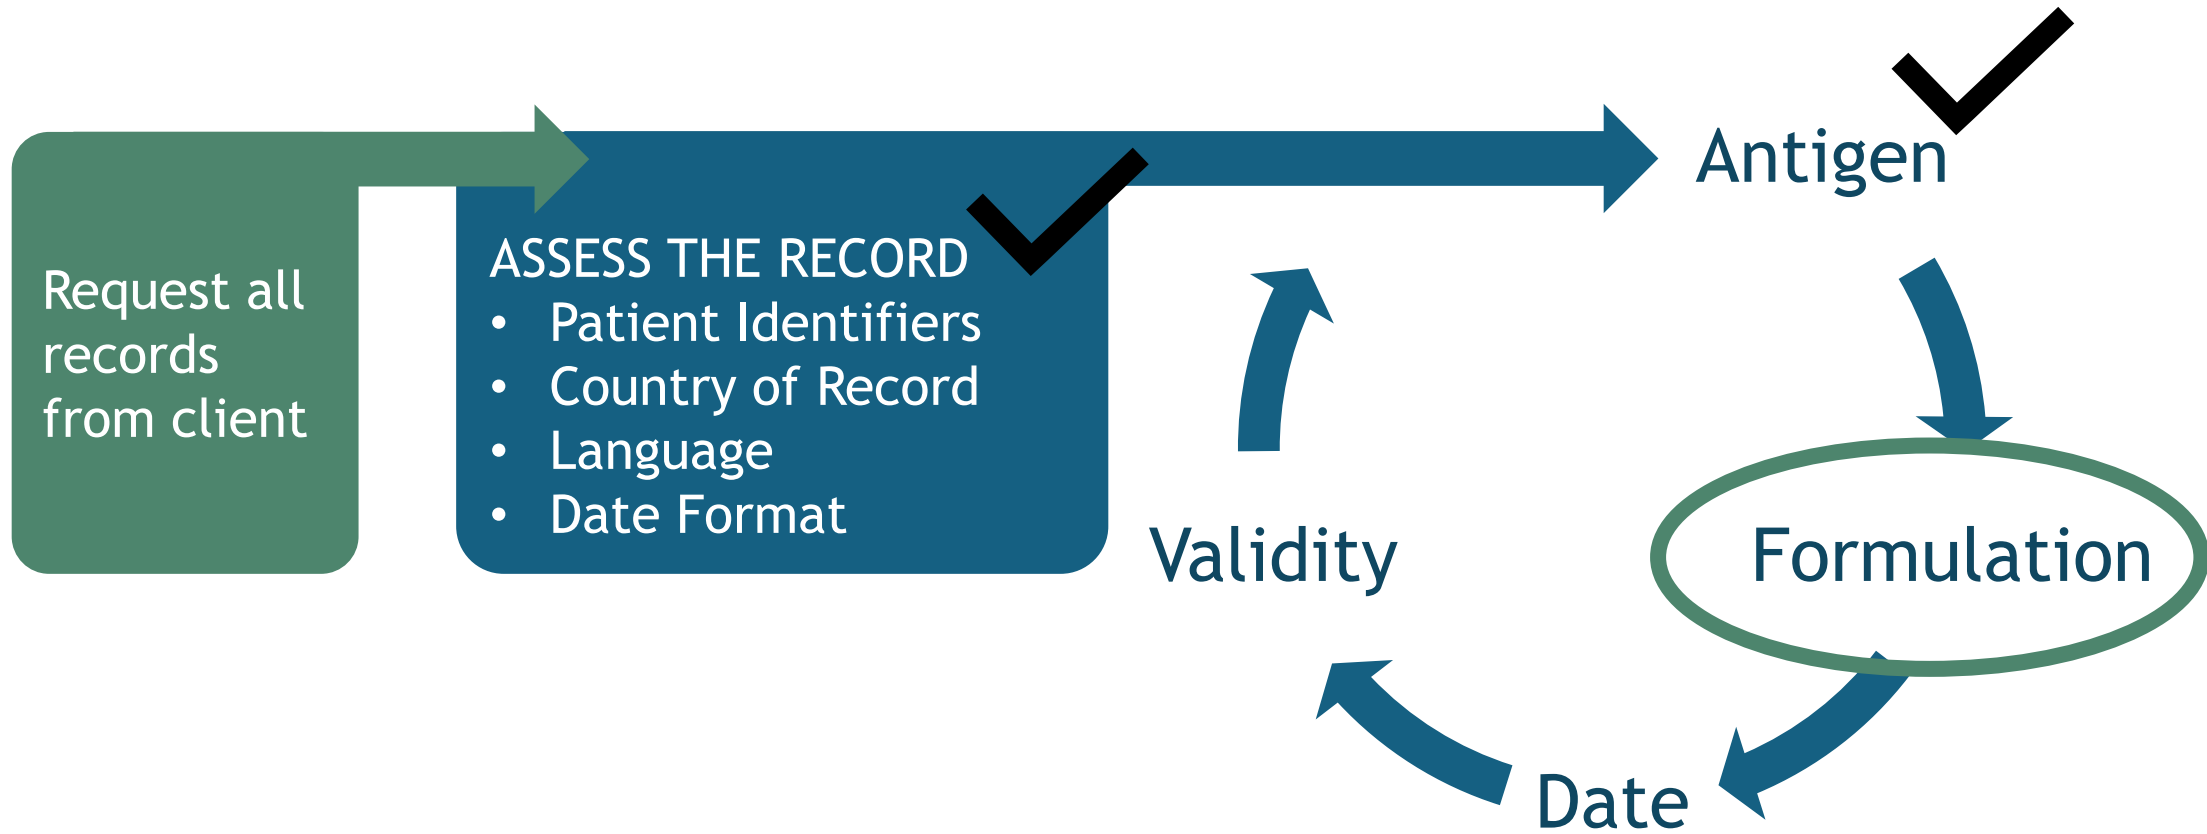 Request all
records
from client
ASSESS THE RECORD
• Patient Identifiers
• Country of Record
• Language
• Date Format
Antigen
Formulation
Date
Validity